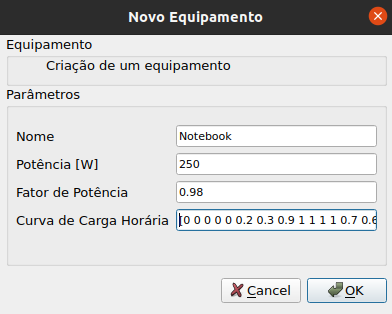 Novo Equipamento
Equipamento
Criação de um equipamento
Parâmetros
Nome Notebook
Potência [W] 250
Fator de Potência 0.98
Curva de Carga Horária [0 0 0 0 0 0.2 0.3 0.9 1 1 1 1 0.7 0.6
Cancel OK